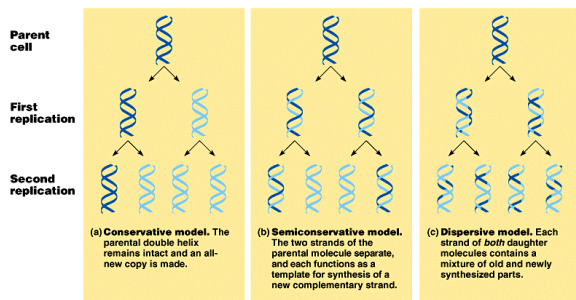 Parent
cell
First
replication
Second
replication
(a) Conservative model. The
parental double helix
remains intact and an all-
new copy is made.
(b) Semiconservative model.
The two strands of the
parental molecule separate,
and each functions as a
template for synthesis of a
new complementary strand.
(c) Dispersive model. Each
strand of both daughter
molecules contains a
mixture of old and newly
synthesized parts.